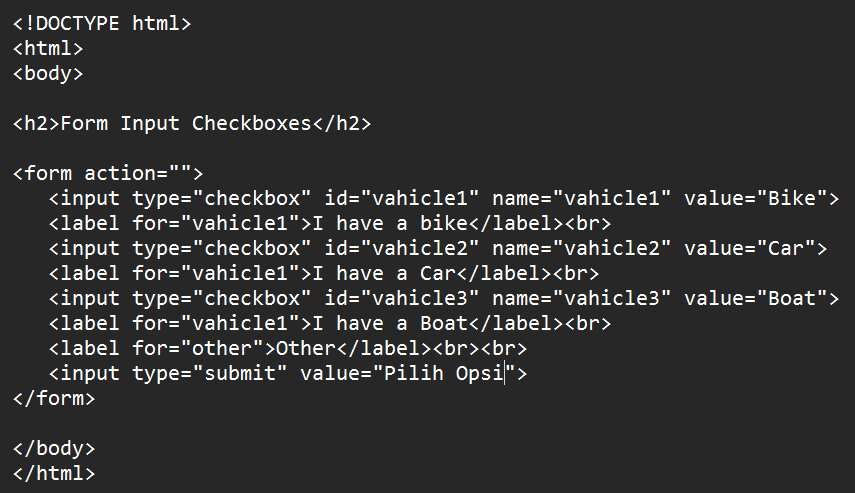 <!DOCTYPE html>
<html>
<body>
<h2>Form Input Checkboxes</h2>
<form action="">
<input type="checkbox" id="vahicle1" name="vahicle1" value="Bike">
<label for="vahicle1">I have a bike</label><br>
<input type="checkbox" id="vahicle2" name="vahicle2" value="Car">
<label for="vahicle1">I have a Car</label><br>
<input type="checkbox" id="vahicle3" name="vahicle3" value="Boat">
<label for="vahicle1">I have a Boat</label><br>
<label for="other">Other</label><br><br>
<input type="submit" value="Pilih Opsi">
</form>
</body>
</html>